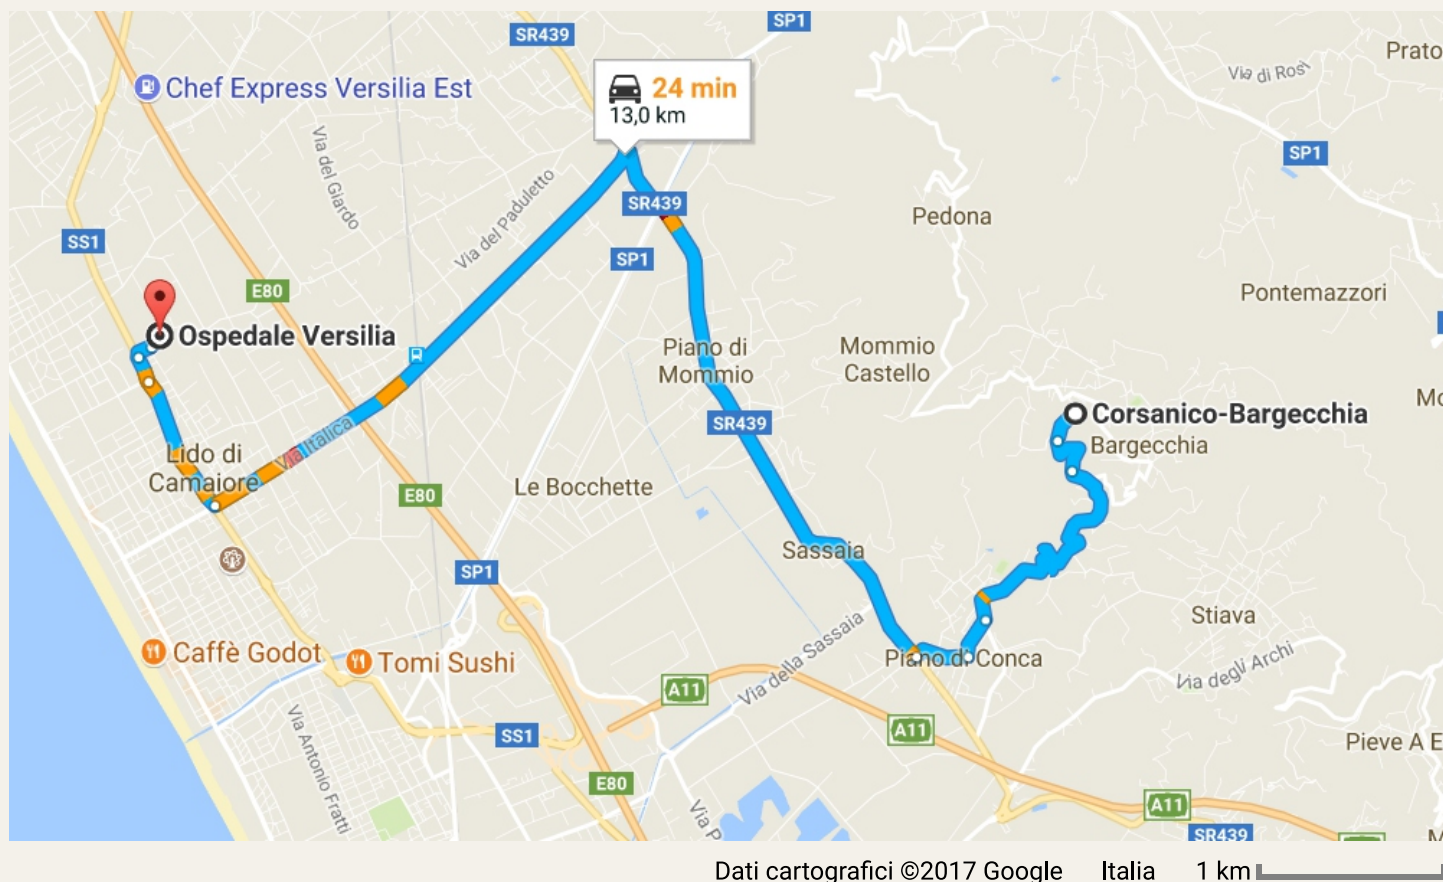 SP1
SR439
Prato
Via di Rosi
Chef Express Versilia Est
24 min
13,0 km
SP1
Via del Giardo
Via del Paduletto
SR439
Pedona
SS1
SP1
E80
Pontemazzori
Ospedale Versilia
Piano di
Mommio
Mommio
Castello
Mo
SR439
Corsanico-Bargecchia
Bargecchia
Via Italica
Lido di
Camaiore
Le Bocchette
E80
Sassaia
SP1
Stiava
Caffè Godot
Tomi Sushi
Via della Sassaia
Piano di Conca
Via degli Archi
A11
A11
SS1
Via Antonio Fratti
Pieve A E
E80
Via P
A11
SR439
M
Dati cartografici ©2017 Google Italia 1 km